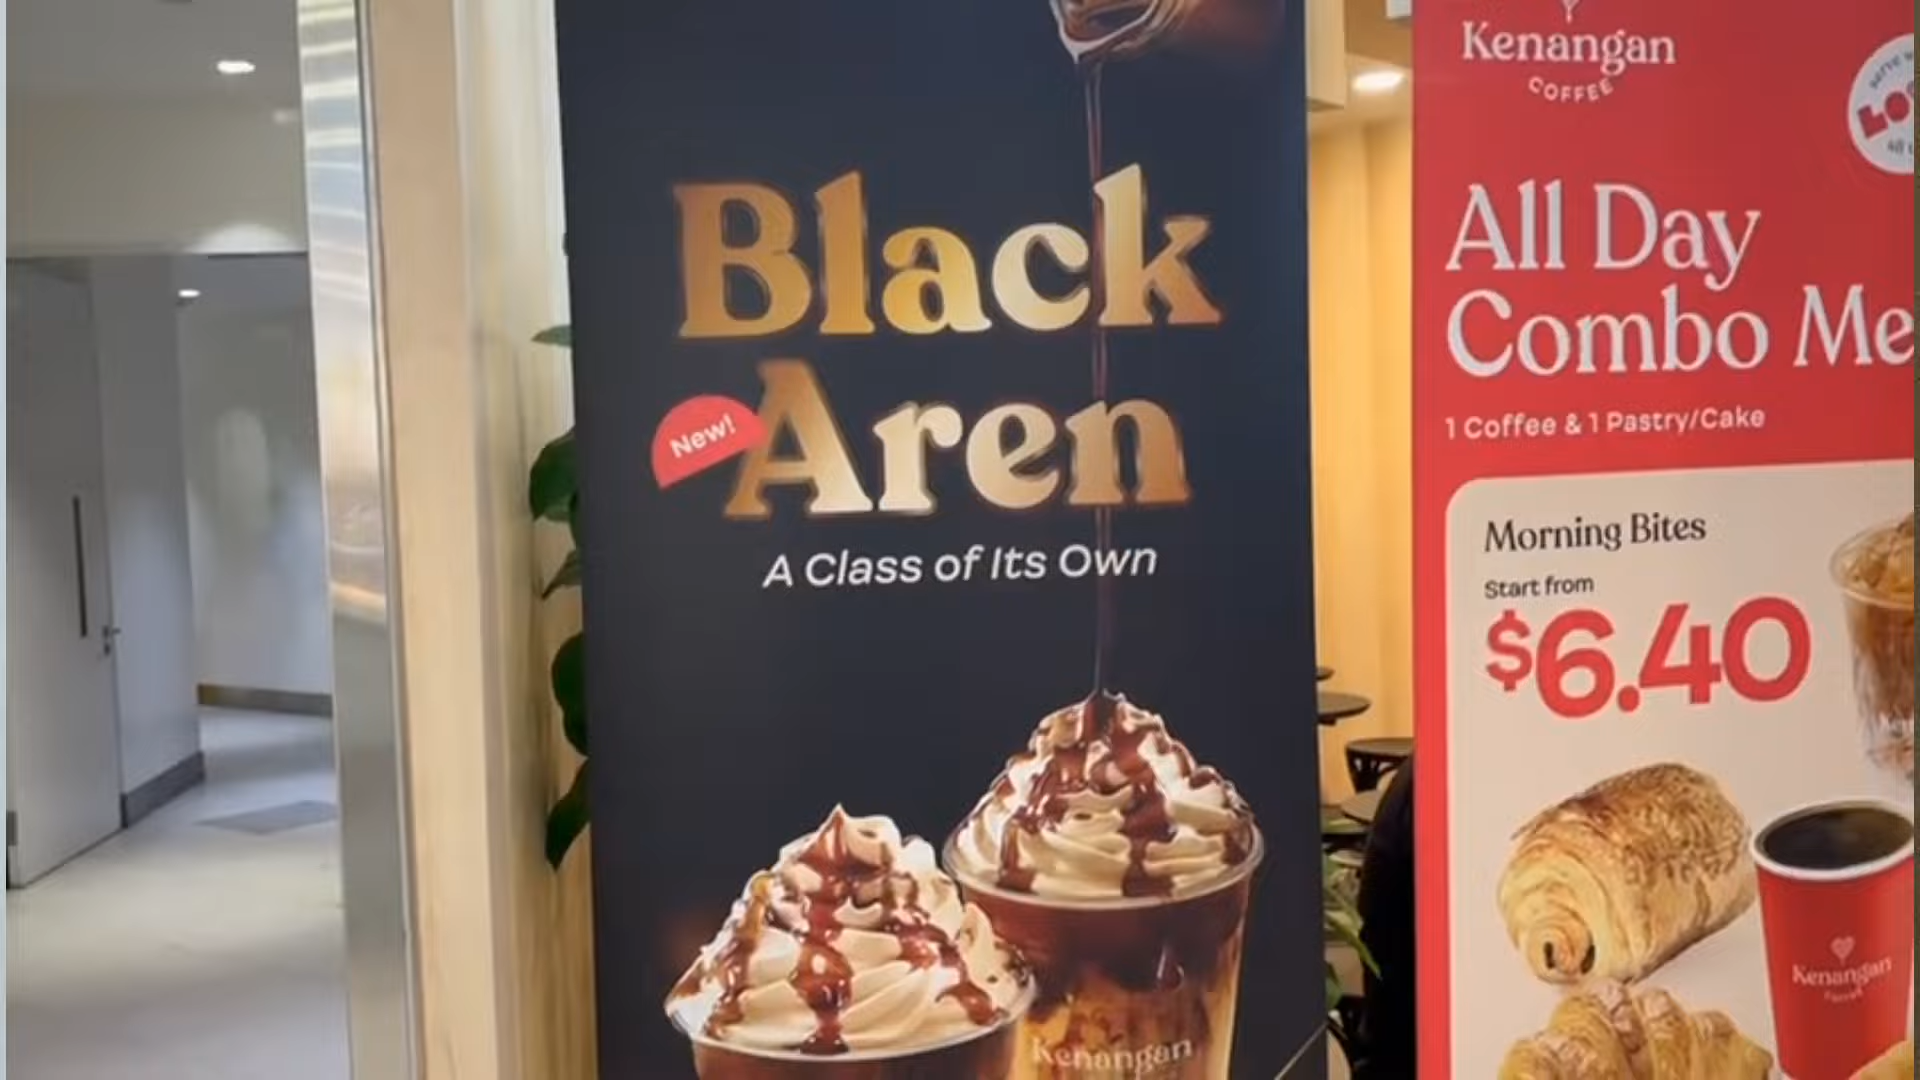 Black
Aren
New!
A Class of Its Own
Kenangan
Kenangan
COFFEE
All Day
Combo Me
1 Coffee & 1 Pastry/Cake
Morning Bites
Start from
$6.40
Kenangan
COFFEE